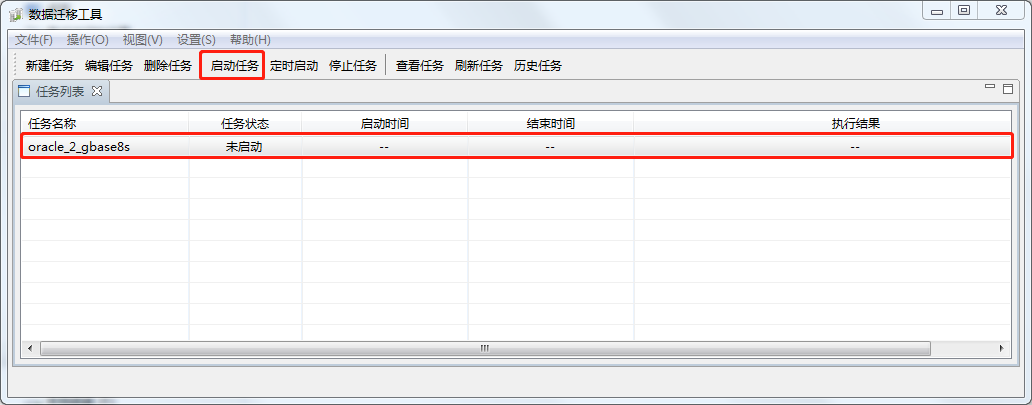 数据迁移工具
文件(F) 操作(O) 视图(V) 设置(S) 帮助(H)
新建任务 编辑任务 删除任务 启动任务 定时启动 停止任务 查看任务 刷新任务 历史任务
任务列表
任务名称 任务状态 启动时间 结束时间 执行结果
oracle_2_gbase8s 未启动 -- -- --